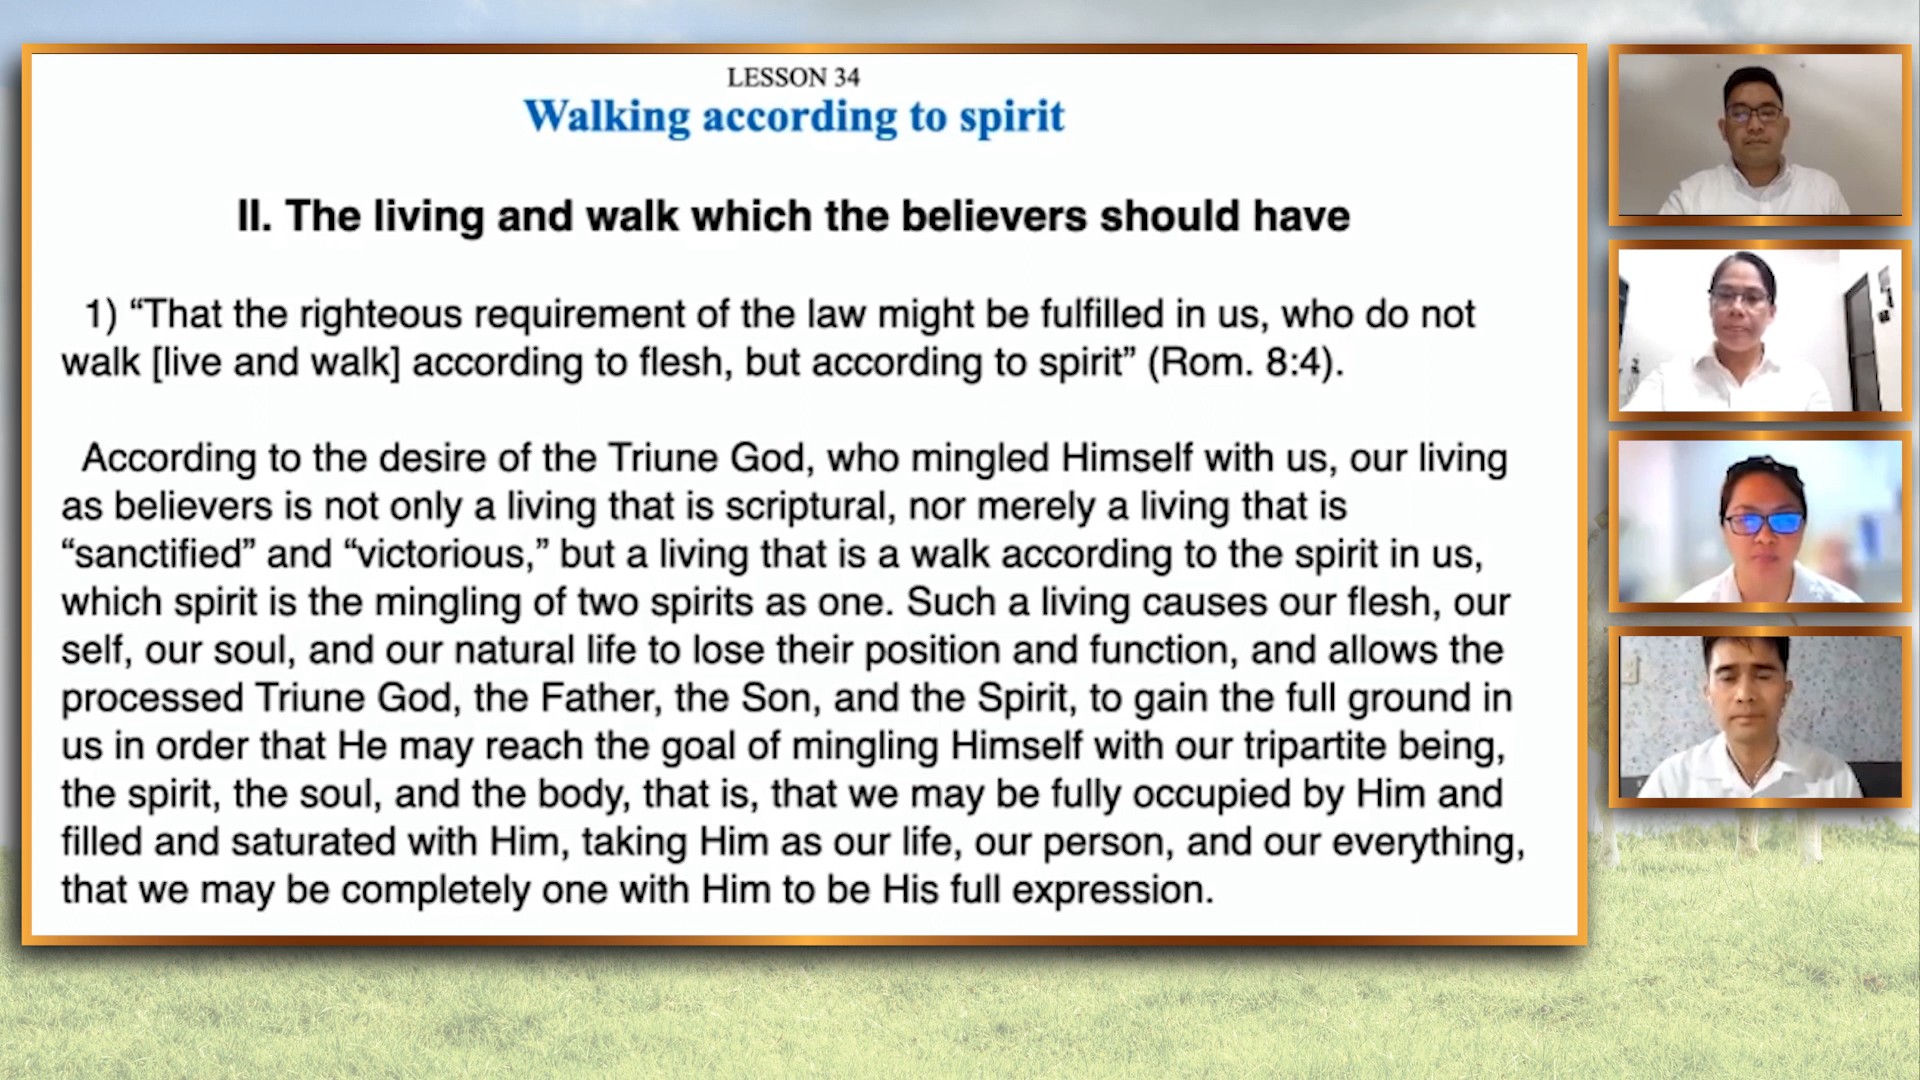 LESSON 34
Walking according to spirit
II. The living and walk which the believers should have
1) “That the righteous requirement of the law might be fulfilled in us, who do not
walk [live and walk] according to flesh, but according to spirit” (Rom. 8:4).
According to the desire of the Triune God, who mingled Himself with us, our living
as believers is not only a living that is scriptural, nor merely a living that is
“sanctified” and “victorious,” but a living that is a walk according to the spirit in us,
which spirit is the mingling of two spirits as one. Such a living causes our flesh, our
self, our soul, and our natural life to lose their position and function, and allows the
processed Triune God, the Father, the Son, and the Spirit, to gain the full ground in
us in order that He may reach the goal of mingling Himself with our tripartite being,
the spirit, the soul, and the body, that is, that we may be fully occupied by Him and
filled and saturated with Him, taking Him as our life, our person, and our everything,
that we may be completely one with Him to be His full expression.